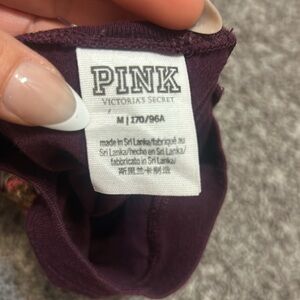 PINK
VICTORIA'S SECRET
M | 170/96A
made in Sri Lanka/fabriqué au
Sri Lanka/hecho en Sri Lanka/
fabbricato in Sri Lanka/
斯里兰卡制造